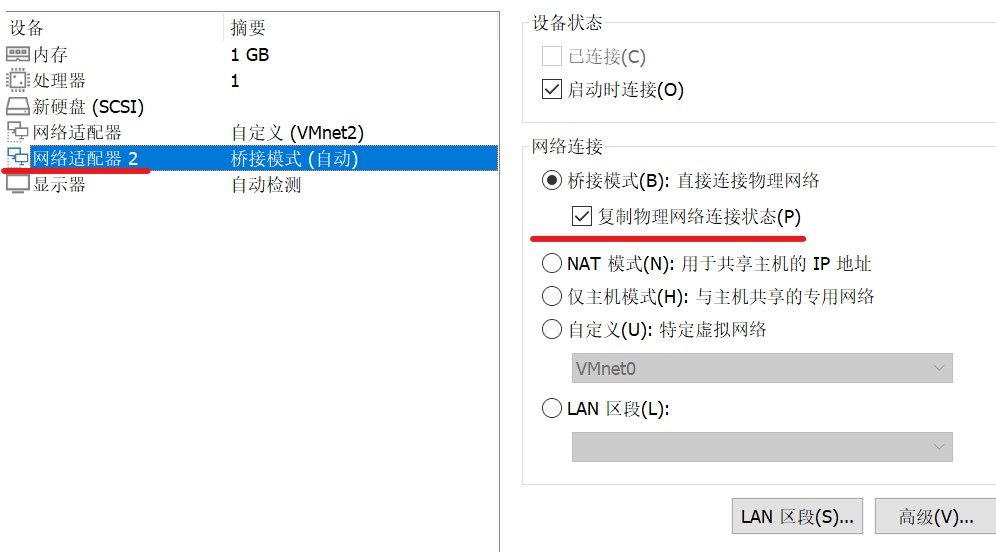 设备 摘要
内存 1 GB
处理器 1
新硬盘 (SCSI)
网络适配器 自定义 (VMnet2)
网络适配器 2 桥接模式 (自动)
显示器 自动检测
设备状态
已连接(C)
启动时连接(O)
网络连接
桥接模式(B): 直接连接物理网络
复制物理网络连接状态(P)
NAT 模式(N): 用于共享主机的 IP 地址
仅主机模式(H): 与主机共享的专用网络
自定义(U): 特定虚拟网络
VMnet0
LAN 区段(L):
LAN 区段(S)... 高级(V)...